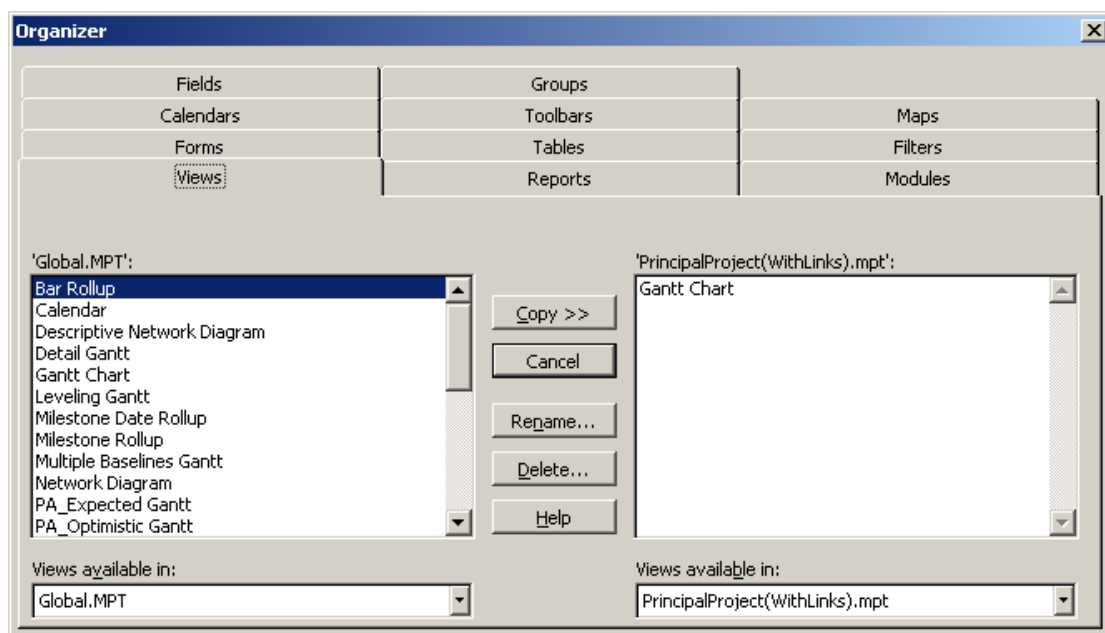 Organizer
Fields Groups
Calendars Toolbars Maps
Forms Tables Filters
Views Reports Modules
'Global.MPT':
Bar Rollup
Calendar
Descriptive Network Diagram
Detail Gantt
Gantt Chart
Leveling Gantt
Milestone Date Rollup
Milestone Rollup
Multiple Baselines Gantt
Network Diagram
PA_Expected Gantt
PA_Optimistic Gantt
Copy >>
Cancel
Rename...
Delete...
Help
'PrincipalProject(WithLinks).mpt':
Gantt Chart
Views available in:
Global.MPT
Views available in:
PrincipalProject(WithLinks).mpt